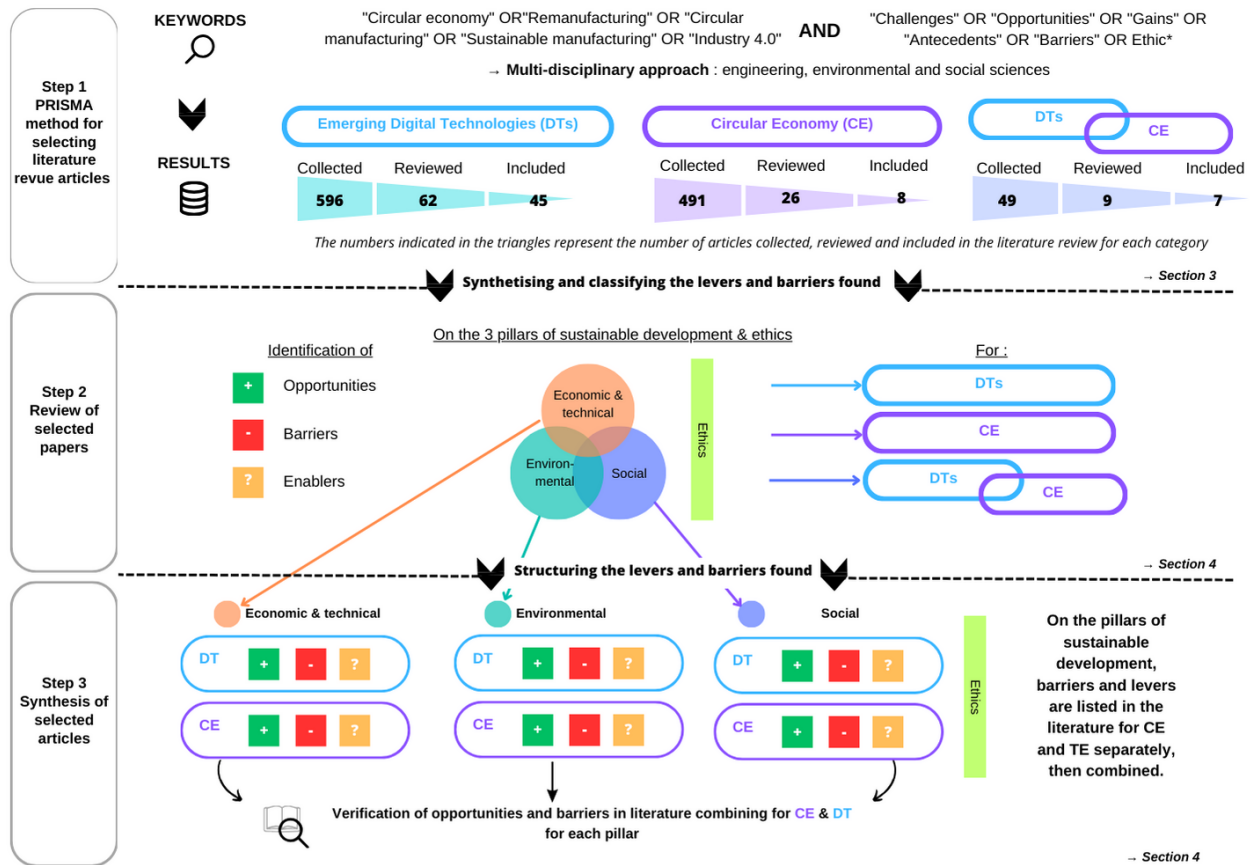 Step 1
PRISMA
method for
selecting
literature
revue articles
KEYWORDS
"Circular economy" OR"Remanufacturing" OR "Circular
manufacturing" OR "Sustainable manufacturing" OR "Industry 4.0"
AND
"Challenges" OR "Opportunities" OR "Gains" OR
"Antecedents" OR "Barriers" OR Ethic*
→ Multi-disciplinary approach : engineering, environmental and social sciences
RESULTS
Emerging Digital Technologies (DTs)
Collected Reviewed Included
596 62 45
Circular Economy (CE)
Collected Reviewed Included
491 26 8
DTs
CE
Collected Reviewed Included
49 9 7
The numbers indicated in the triangles represent the number of articles collected, reviewed and included in the literature review for each category
→ Section 3
Synthetising and classifying the levers and barriers found
Step 2
Review of
selected
papers
Identification of
+ Opportunities
- Barriers
? Enablers
On the 3 pillars of sustainable development & ethics
Economic &
technical
Environ-
mental
Social
Ethics
For :
DTs
CE
DTs
CE
→ Section 4
Structuring the levers and barriers found
Step 3
Synthesis of
selected
articles
Economic & technical
DT + - ?
CE + - ?
Environmental
DT + - ?
CE + - ?
Social
DT + - ?
CE + - ?
Ethics
On the pillars of
sustainable
development,
barriers and levers
are listed in the
literature for CE
and TE separately,
then combined.
Verification of opportunities and barriers in literature combining for CE & DT
for each pillar
→ Section 4